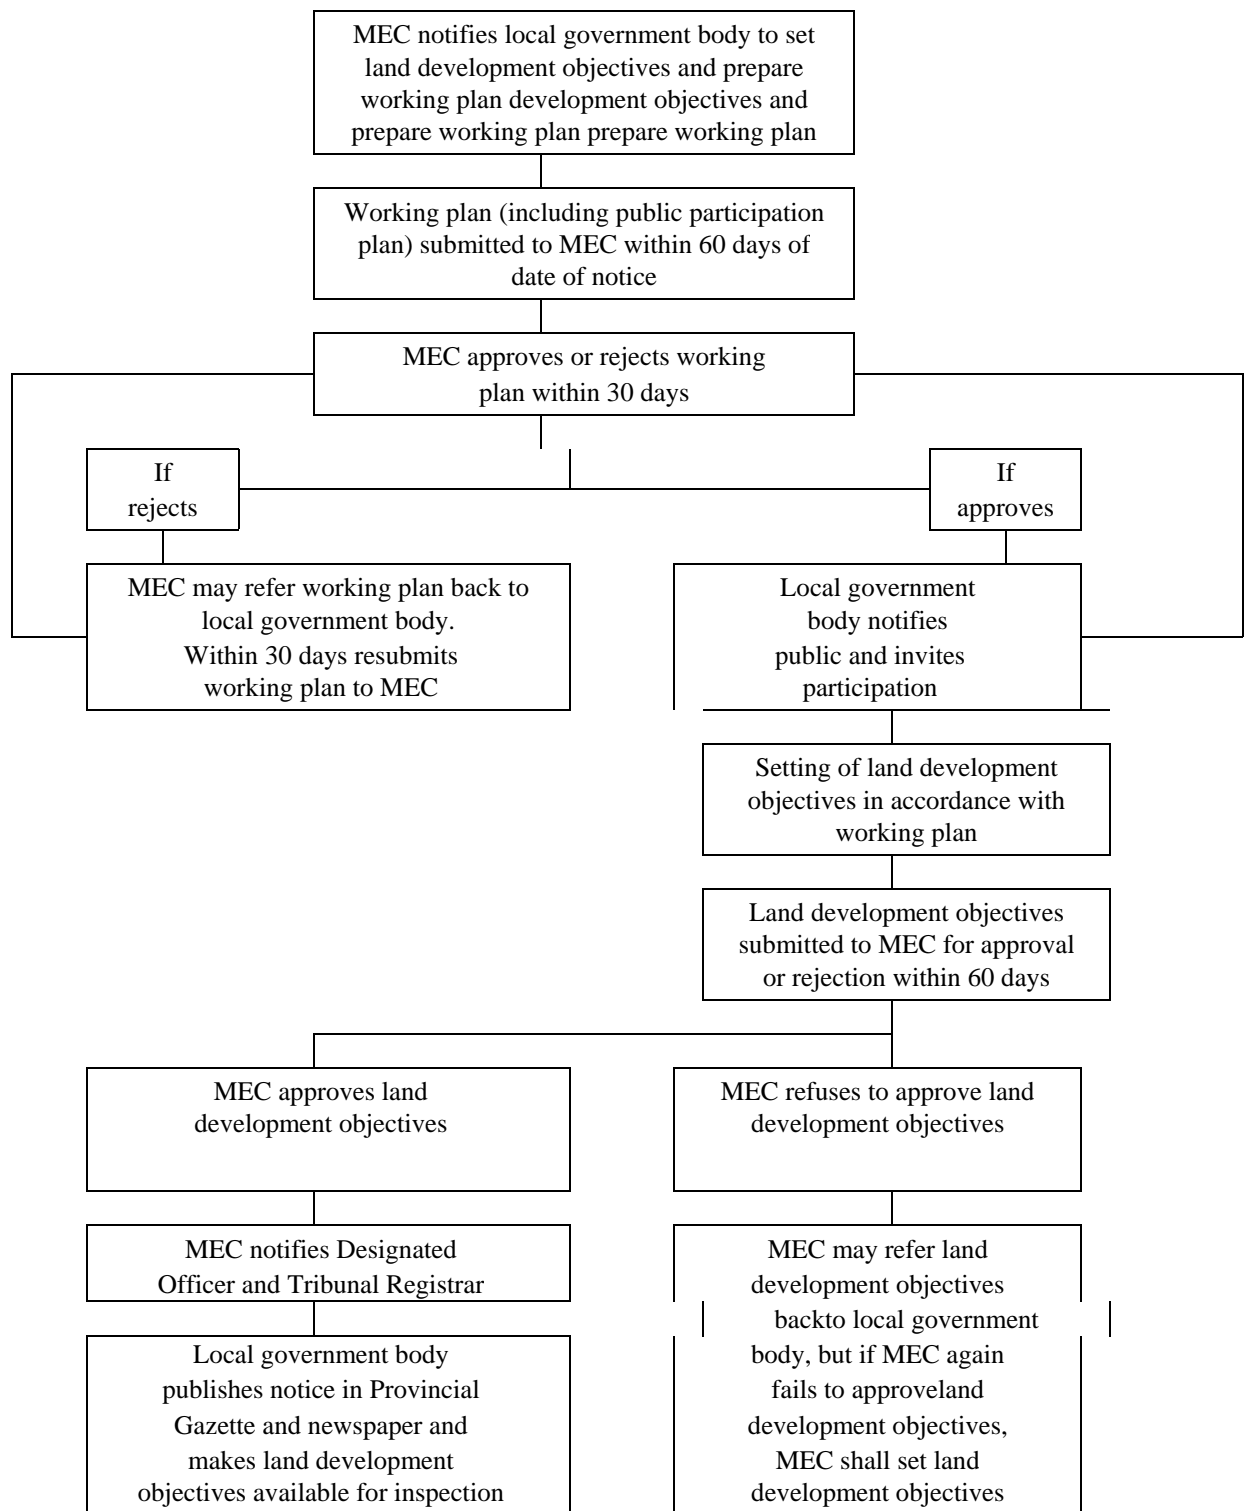 MEC notifies local government body to set
land development objectives and prepare
working plan development objectives and
prepare working plan prepare working plan
Working plan (including public participation
plan) submitted to MEC within 60 days of
date of notice
MEC approves or rejects working
plan within 30 days
If
rejects
If
approves
MEC may refer working plan back to
local government body.
Within 30 days resubmits
working plan to MEC
Local government
body notifies
public and invites
participation
Setting of land development
objectives in accordance with
working plan
Land development objectives
submitted to MEC for approval
or rejection within 60 days
MEC approves land
development objectives
MEC refuses to approve land
development objectives
MEC notifies Designated
Officer and Tribunal Registrar
MEC may refer land
development objectives
backto local government
body, but if MEC again
fails to approveland
development objectives,
MEC shall set land
development objectives
Local government body
publishes notice in Provincial
Gazette and newspaper and
makes land development
objectives available for inspection